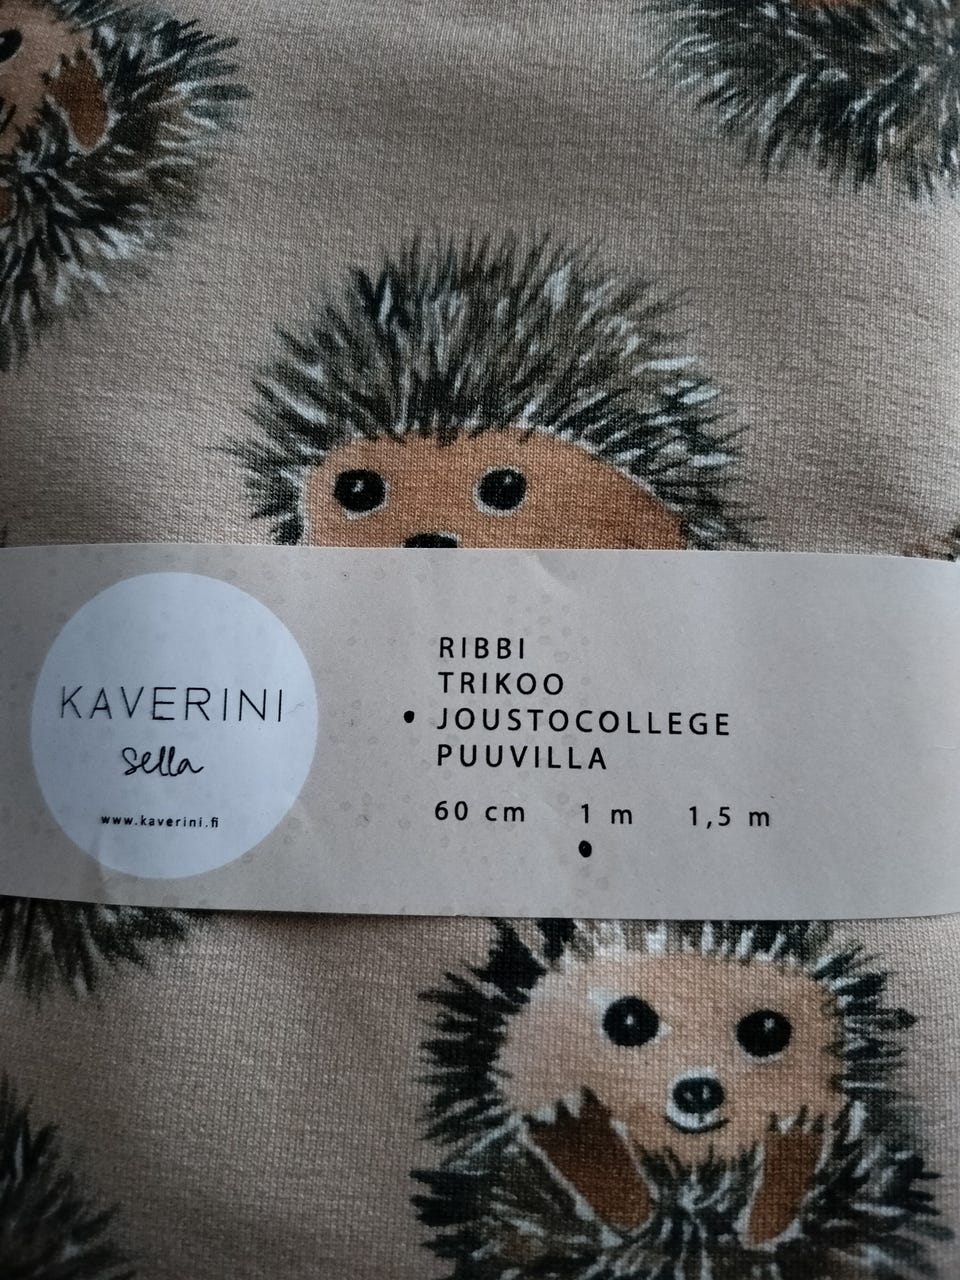 KAVERINI
sella
www.kaverini.fi
RIBBI
TRIKOO
• JOUSTOCOLLEGE
PUUVILLA
60 cm 1 m 1,5 m
•